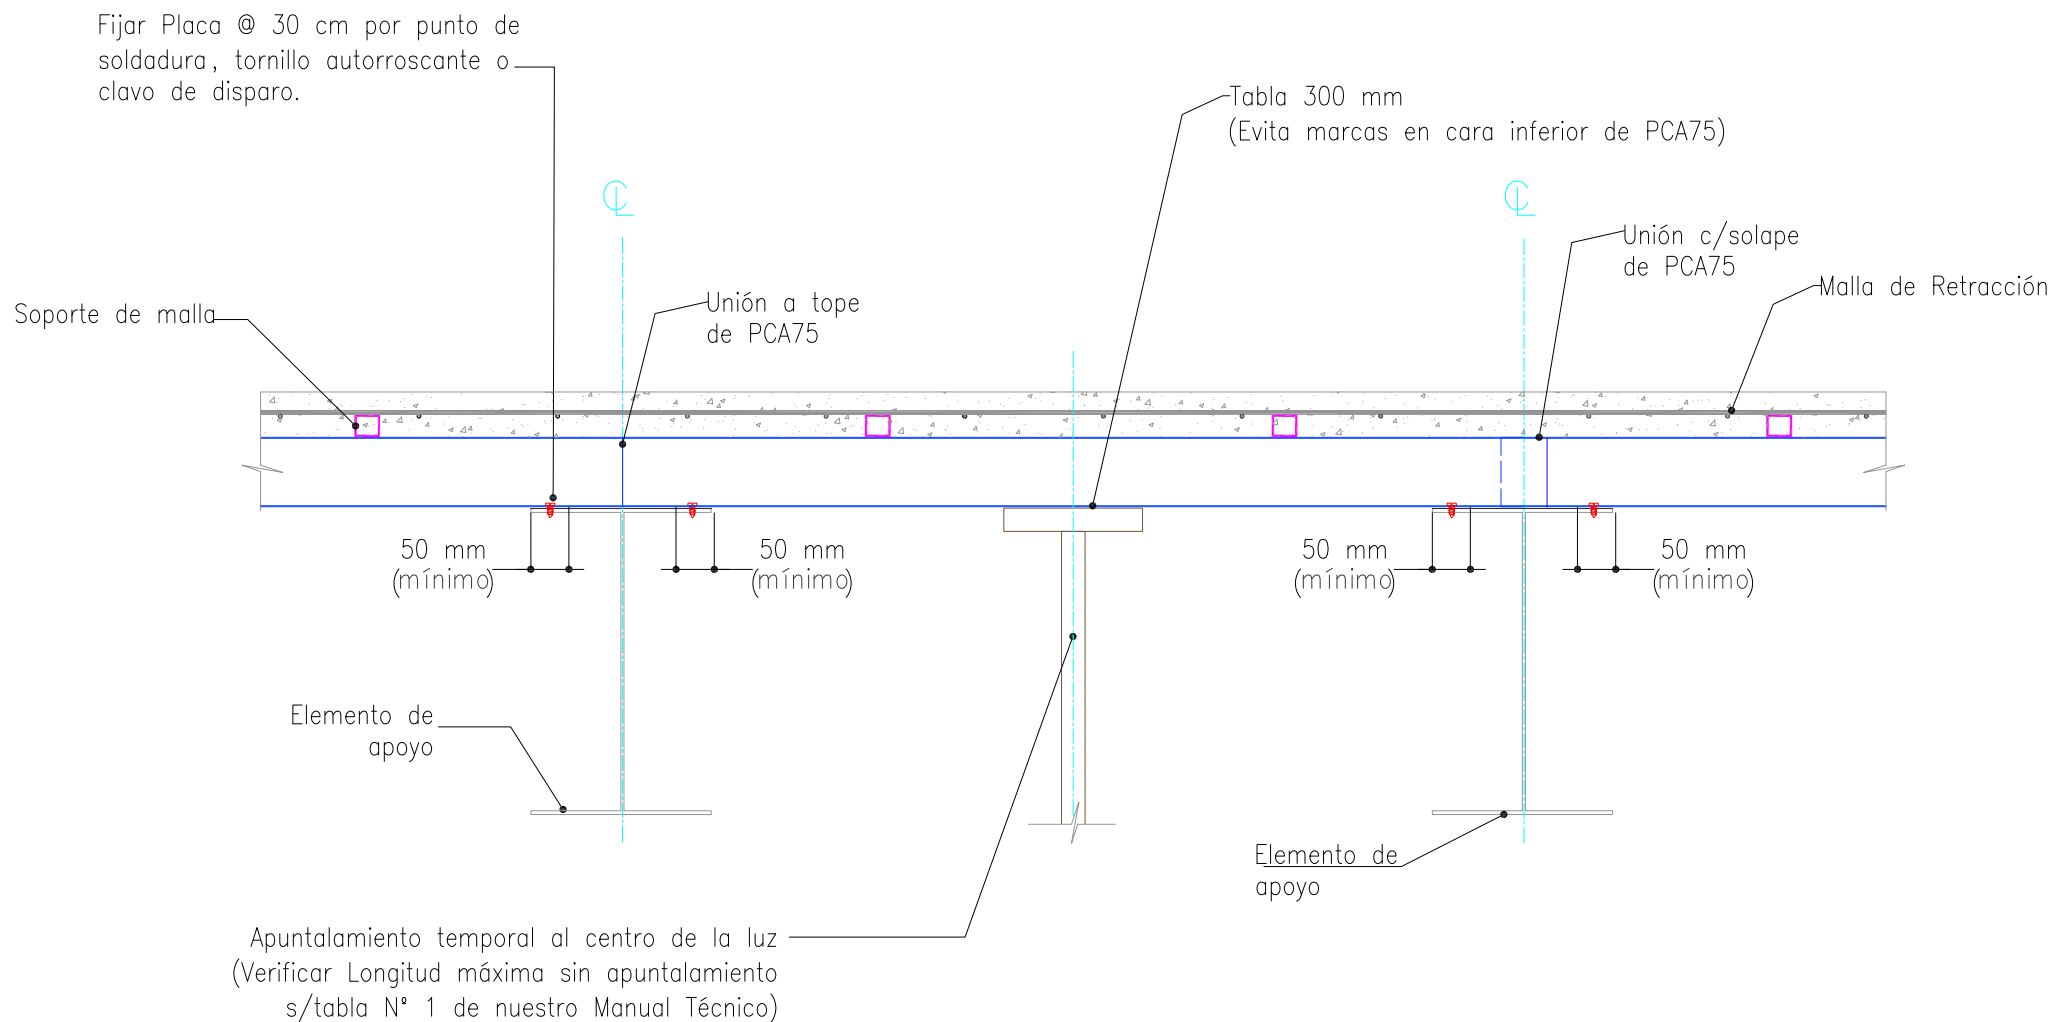 Fijar Placa @ 30 cm por punto de
soldadura, tornillo autorroscante o
clavo de disparo.
Tabla 300 mm
(Evita marcas en cara inferior de PCA75)
CL
CL
Unión c/solape
de PCA75
Malla de Retracción
Soporte de malla
Unión a tope
de PCA75
50 mm
(mínimo)
50 mm
(mínimo)
50 mm
(mínimo)
50 mm
(mínimo)
Elemento de
apoyo
Elemento de
apoyo
Apuntalamiento temporal al centro de la luz
(Verificar Longitud máxima sin apuntalamiento
s/tabla N° 1 de nuestro Manual Técnico)